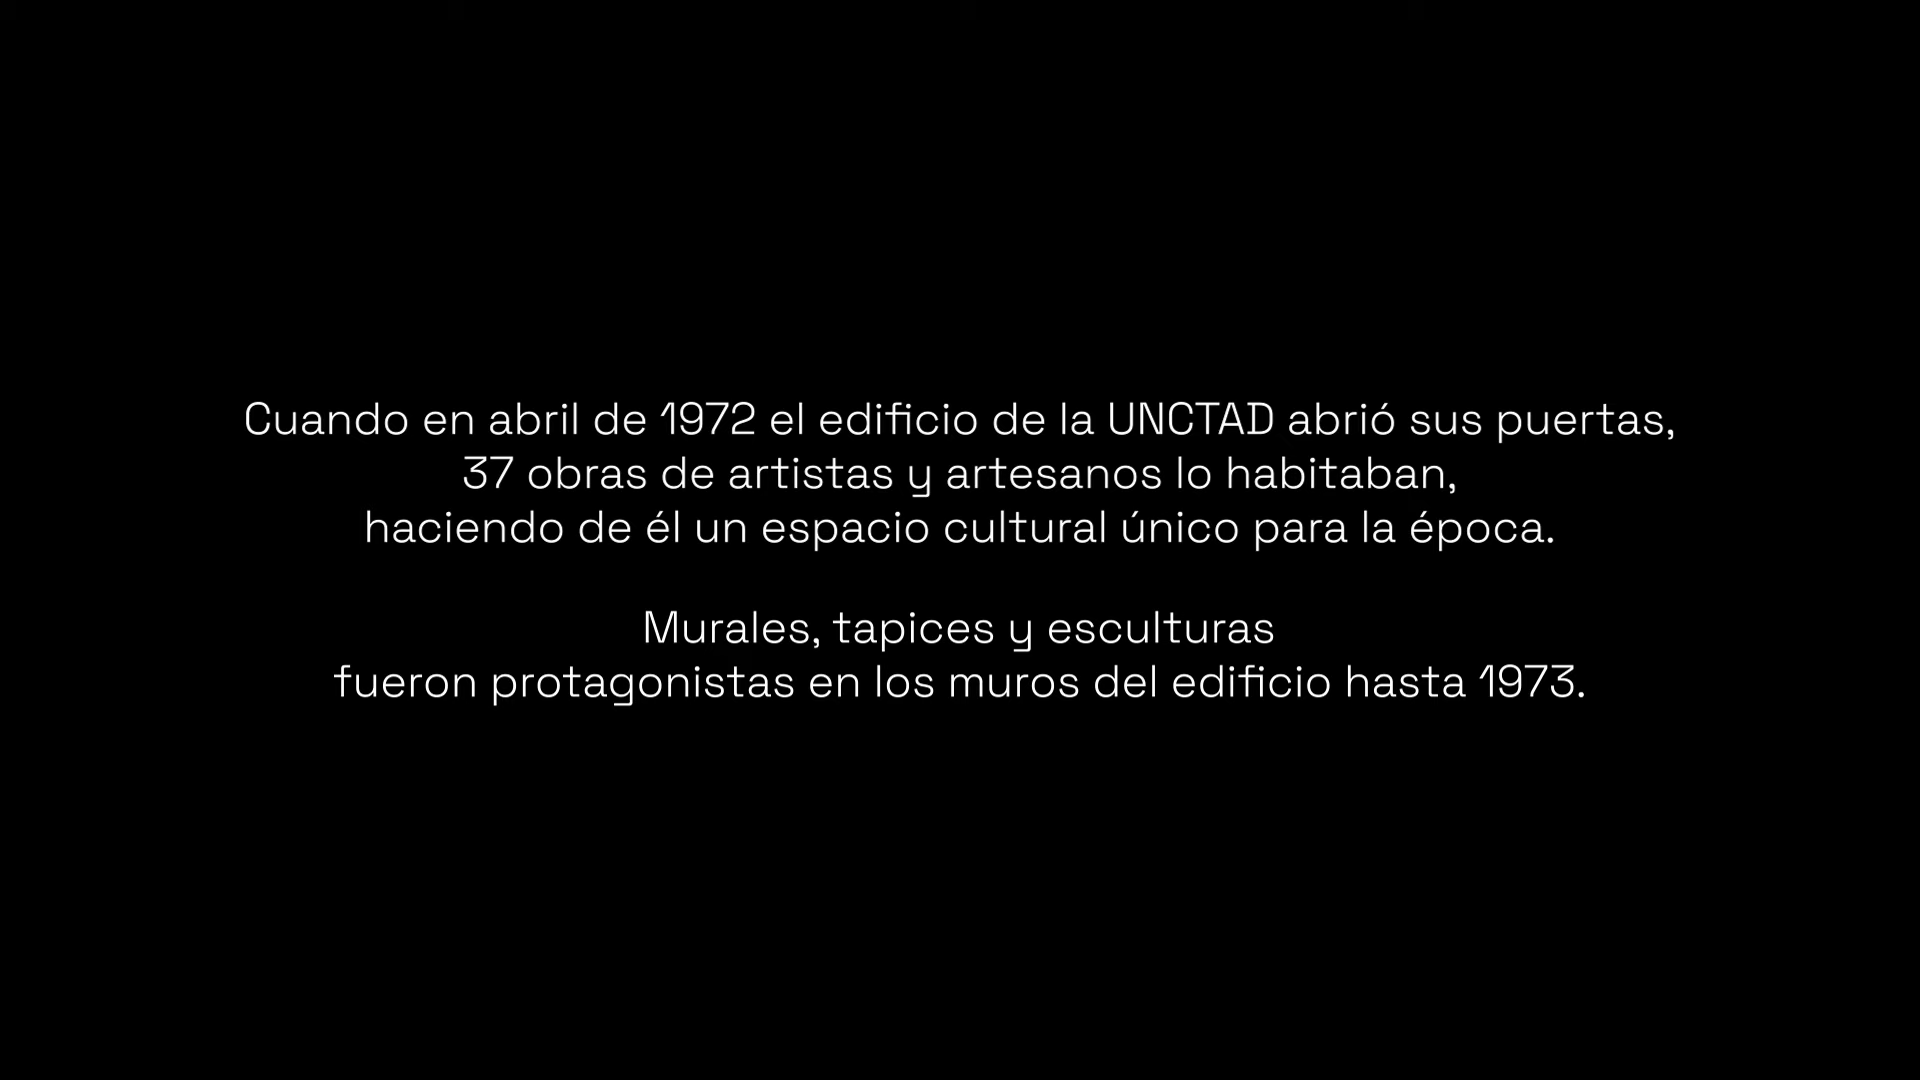 Cuando en abril de 1972 el edificio de la UNCTAD abrió sus puertas,
37 obras de artistas y artesanos lo habitaban,
haciendo de él un espacio cultural único para la época.
Murales, tapices y esculturas
fueron protagonistas en los muros del edificio hasta 1973.